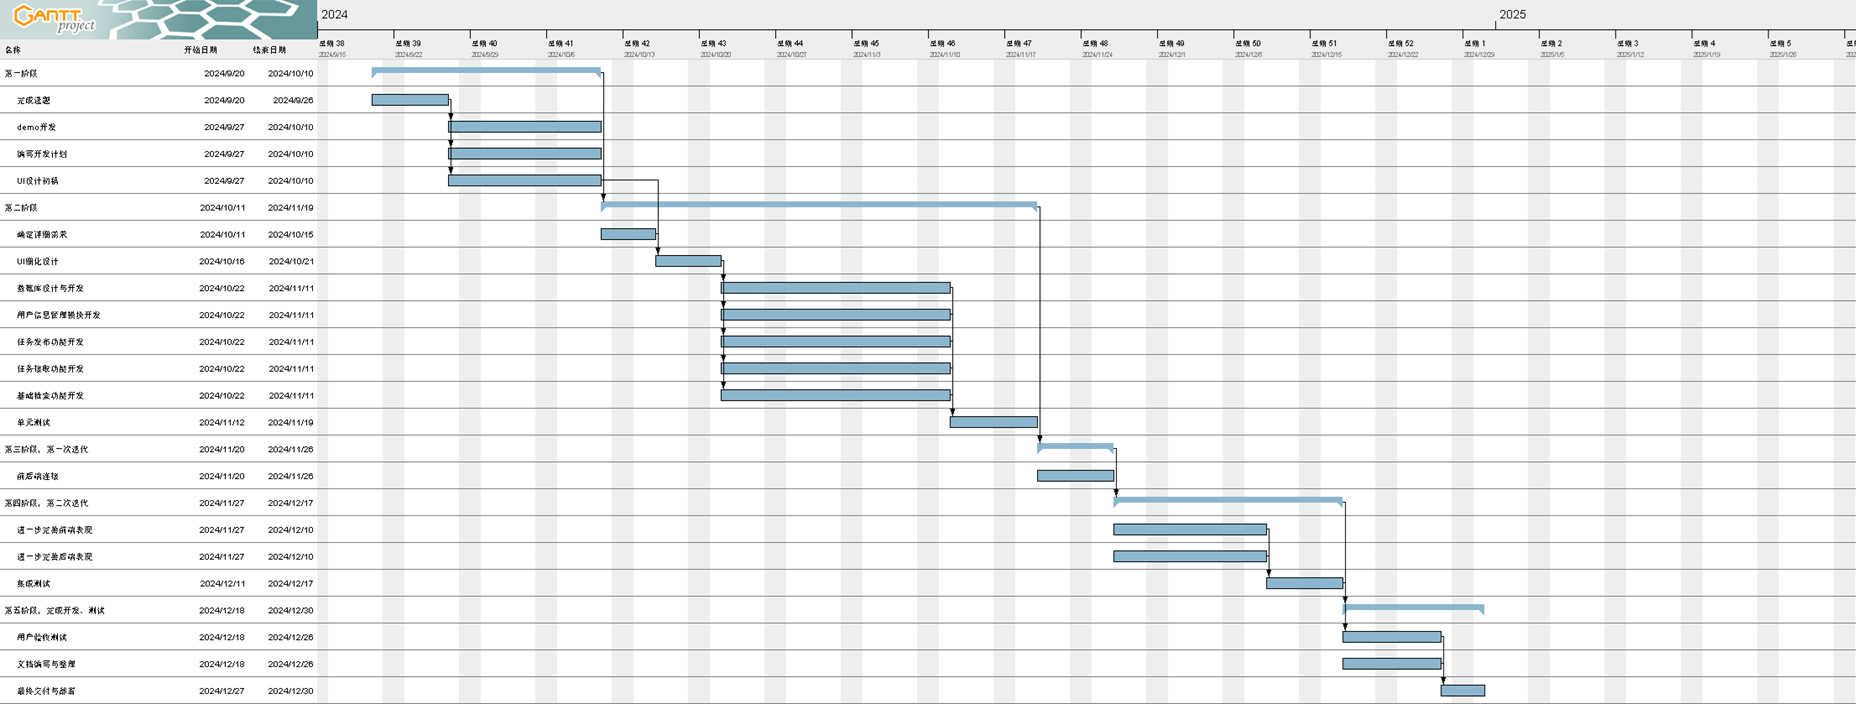 GANTT project
2024 2025
名称 开始日期 结束日期
星期 38 星期 39 星期 40 星期 41 星期 42 星期 43 星期 44 星期 45 星期 46 星期 47 星期 48 星期 49 星期 50 星期 51 星期 52 星期 1 星期 2 星期 3 星期 4 星期 5
2024/9/15 2024/9/22 2024/9/29 2024/10/6 2024/10/13 2024/10/20 2024/10/27 2024/11/3 2024/11/10 2024/11/17 2024/11/24 2024/12/1 2024/12/8 2024/12/15 2024/12/22 2024/12/29 2025/1/5 2025/1/12 2025/1/19 2025/1/26
第一阶段 2024/9/20 2024/10/10
完成选题 2024/9/20 2024/9/26
demo开发 2024/9/27 2024/10/10
编写开发计划 2024/9/27 2024/10/10
UI设计初稿 2024/9/27 2024/10/10
第二阶段 2024/10/11 2024/11/19
确定详细需求 2024/10/11 2024/10/15
UI细化设计 2024/10/16 2024/10/21
数据库设计与开发 2024/10/22 2024/11/11
用户信息管理模块开发 2024/10/22 2024/11/11
任务发布功能开发 2024/10/22 2024/11/11
任务接取功能开发 2024/10/22 2024/11/11
基础检索功能开发 2024/10/22 2024/11/11
单元测试 2024/11/12 2024/11/19
第三阶段，第一次迭代 2024/11/20 2024/11/26
前后端连接 2024/11/20 2024/11/26
第四阶段，第二次迭代 2024/11/27 2024/12/17
进一步完善前端表现 2024/11/27 2024/12/10
进一步完善后端表现 2024/11/27 2024/12/10
集成测试 2024/12/11 2024/12/17
第五阶段，完成开发、测试 2024/12/18 2024/12/30
用户验收测试 2024/12/18 2024/12/26
文档编写与整理 2024/12/18 2024/12/26
最终交付与部署 2024/12/27 2024/12/30